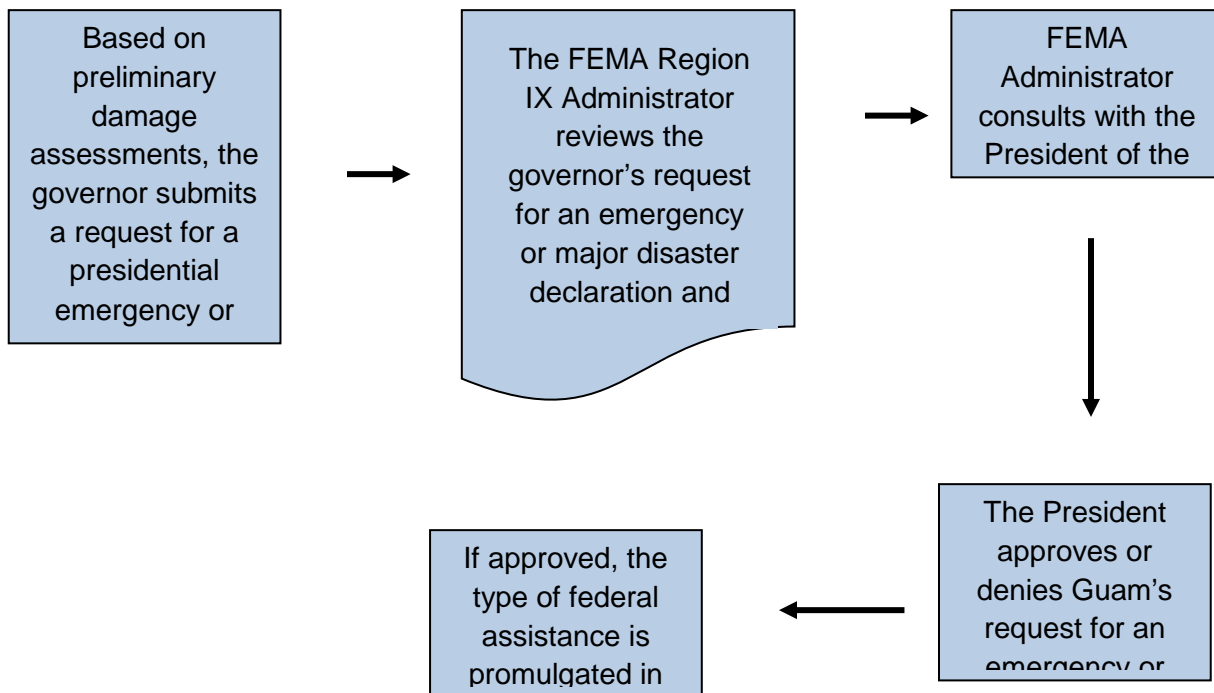 Based on
preliminary
damage
assessments, the
governor submits
a request for a
presidential
emergency or
The FEMA Region
IX Administrator
reviews the
governor’s request
for an emergency
or major disaster
declaration and
FEMA
Administrator
consults with the
President of the
The President
approves or
denies Guam’s
request for an
emergency or
If approved, the
type of federal
assistance is
promulgated in